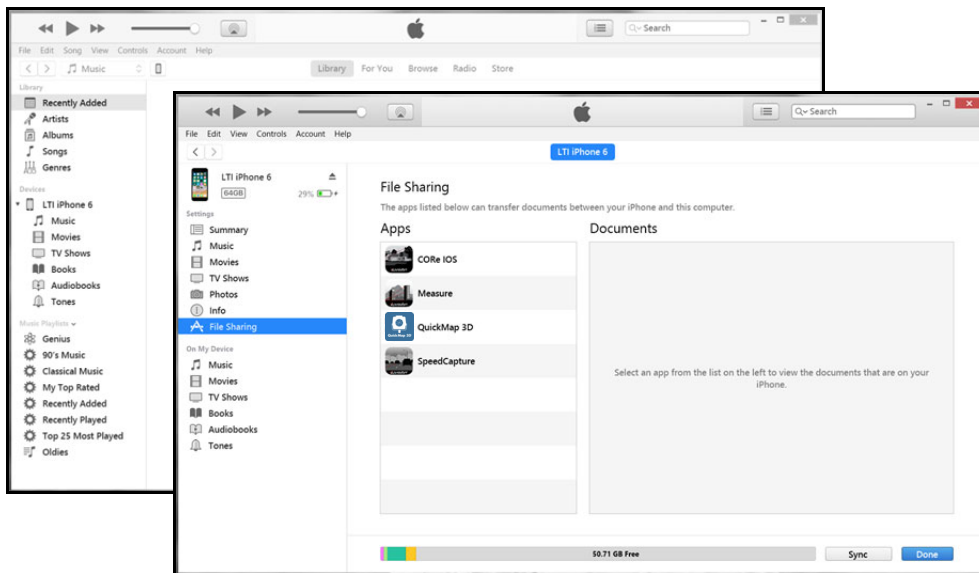 Search
File Edit Song View Controls Account Help
Music
Library For You Browse Radio Store
Library
Recently Added
Artists
Albums
Songs
Genres
Devices
LTI iPhone 6
Music
Movies
TV Shows
Books
Audiobooks
Tones
Music Playlists
Genius
90's Music
Classical Music
My Top Rated
Recently Added
Recently Played
Top 25 Most Played
Oldies
Search
File Edit View Controls Account Help
LTI iPhone 6
LTI iPhone 6
64GB 29%
Settings
Summary
Music
Movies
TV Shows
Photos
Info
File Sharing
On My Device
Music
Movies
TV Shows
Books
Audiobooks
Tones
File Sharing
The apps listed below can transfer documents between your iPhone and this computer.
Apps
CORe IOS
Measure
QuickMap 3D
SpeedCapture
Documents
Select an app from the list on the left to view the documents that are on your
iPhone.
50.71 GB Free
Sync Done